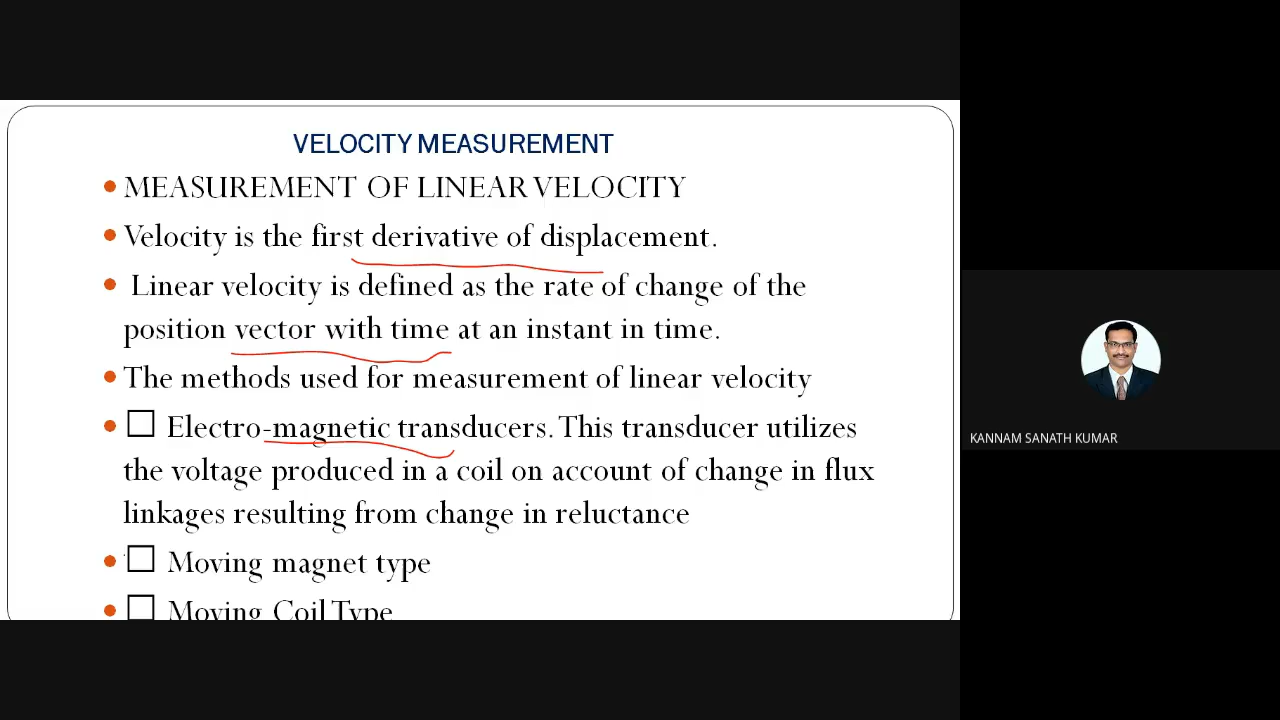 VELOCITY MEASUREMENT
• MEASUREMENT OF LINEAR VELOCITY
• Velocity is the first derivative of displacement.
• Linear velocity is defined as the rate of change of the
position vector with time at an instant in time.
• The methods used for measurement of linear velocity
• ☐ Electro-magnetic transducers. This transducer utilizes
the voltage produced in a coil on account of change in flux
linkages resulting from change in reluctance
• ☐ Moving magnet type
• ☐ Moving Coil Type
KANNAM SANATH KUMAR